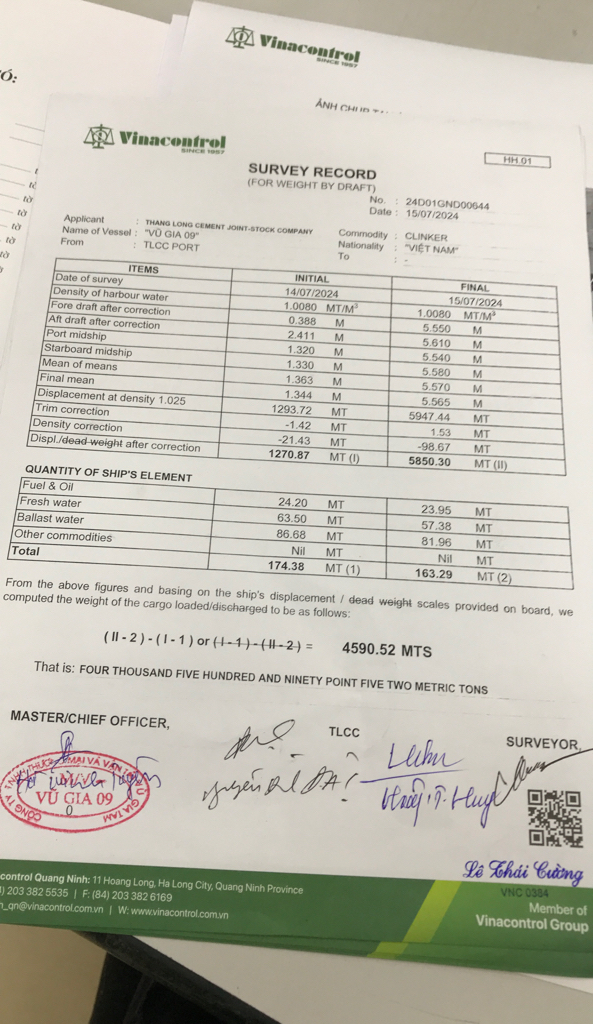 Vinacontrol
SINCE 1957
ẢNH CHỤP
Ó:
tờ
tờ
tờ
tờ
tờ
Vinacontrol
SINCE 1957
HH.01
SURVEY RECORD
(FOR WEIGHT BY DRAFT)
No. : 24D01GND00644
Date : 15/07/2024
Applicant : THANG LONG CEMENT JOINT-STOCK COMPANY Commodity : CLINKER
Name of Vessel : "VŨ GIA 09" Nationality : "VIỆT NAM"
From : TLCC PORT To : -
ITEMS INITIAL FINAL
Date of survey 14/07/2024 15/07/2024
Density of harbour water 1.0080 MT/M³ 1.0080 MT/M³
Fore draft after correction 0.388 M 5.550 M
Aft draft after correction 2.411 M 5.610 M
Port midship 1.320 M 5.540 M
Starboard midship 1.330 M 5.580 M
Mean of means 1.363 M 5.570 M
Final mean 1.344 M 5.565 M
Displacement at density 1.025 1293.72 MT 5947.44 MT
Trim correction -1.42 MT 1.53 MT
Density correction -21.43 MT -98.67 MT
Displ./dead weight after correction 1270.87 MT (I) 5850.30 MT (II)
QUANTITY OF SHIP'S ELEMENT
Fuel & Oil 24.20 MT 23.95 MT
Fresh water 63.50 MT 57.38 MT
Ballast water 86.68 MT 81.96 MT
Other commodities Nil MT Nil MT
Total 174.38 MT (1) 163.29 MT (2)
From the above figures and basing on the ship's displacement / dead weight scales provided on board, we
computed the weight of the cargo loaded/discharged to be as follows:
( II - 2 ) - ( I - 1 ) or ( I - 1 ) - ( II - 2 ) = 4590.52 MTS
That is: FOUR THOUSAND FIVE HUNDRED AND NINETY POINT FIVE TWO METRIC TONS
MASTER/CHIEF OFFICER, TLCC SURVEYOR,
M/V
VŨ GIA 09
Lê Thái Cường
VNC 0384
control Quang Ninh: 11 Hoang Long, Ha Long City, Quang Ninh Province
) 203 382 5535 | F: (84) 203 382 6169
_qn@vinacontrol.com.vn | W: www.vinacontrol.com.vn
Member of
Vinacontrol Group